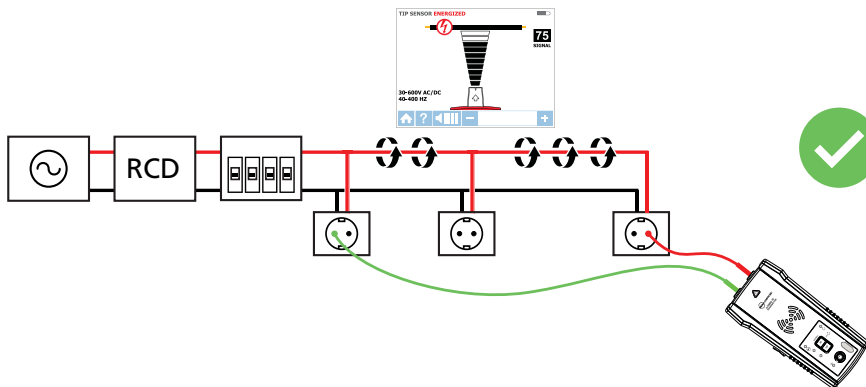 TIP SENSOR ENERGIZED
75
SIGNAL
30-600V AC/DC
40-400 HZ
?
RCD